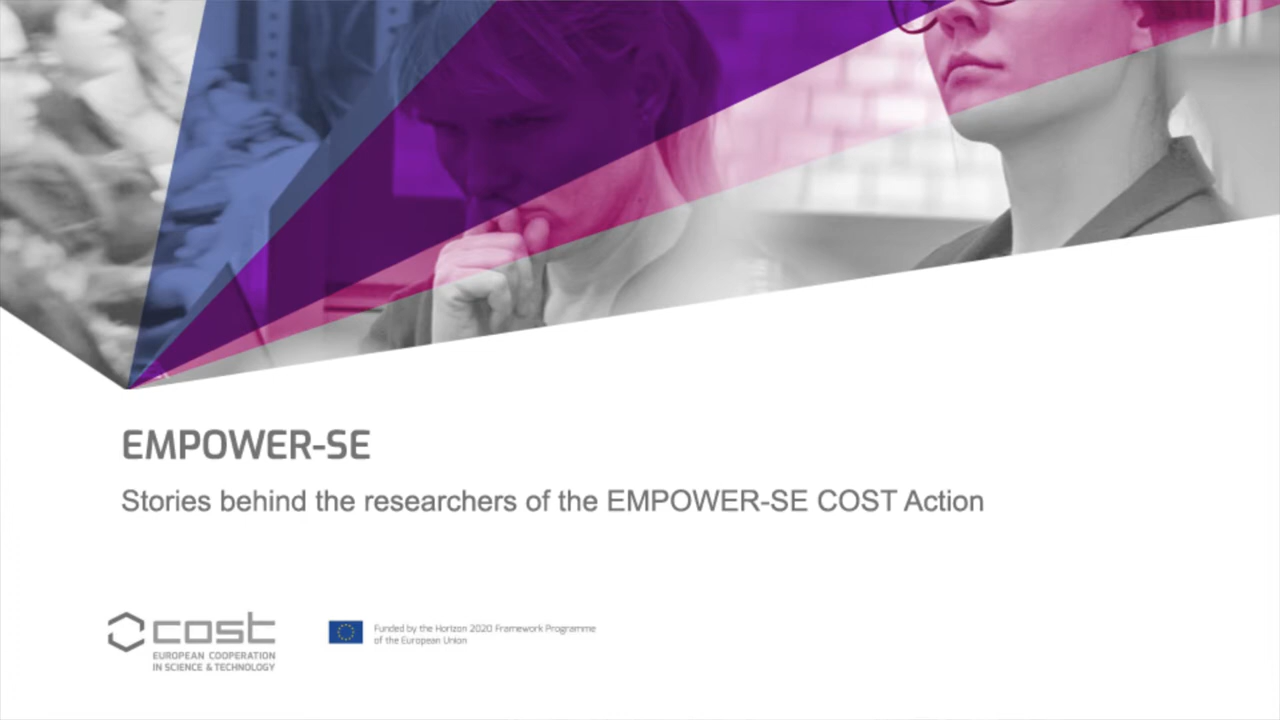 EMPOWER-SE
Stories behind the researchers of the EMPOWER-SE COST Action
cost
EUROPEAN COOPERATION
IN SCIENCE & TECHNOLOGY
Funded by the Horizon 2020 Framework Programme
of the European Union